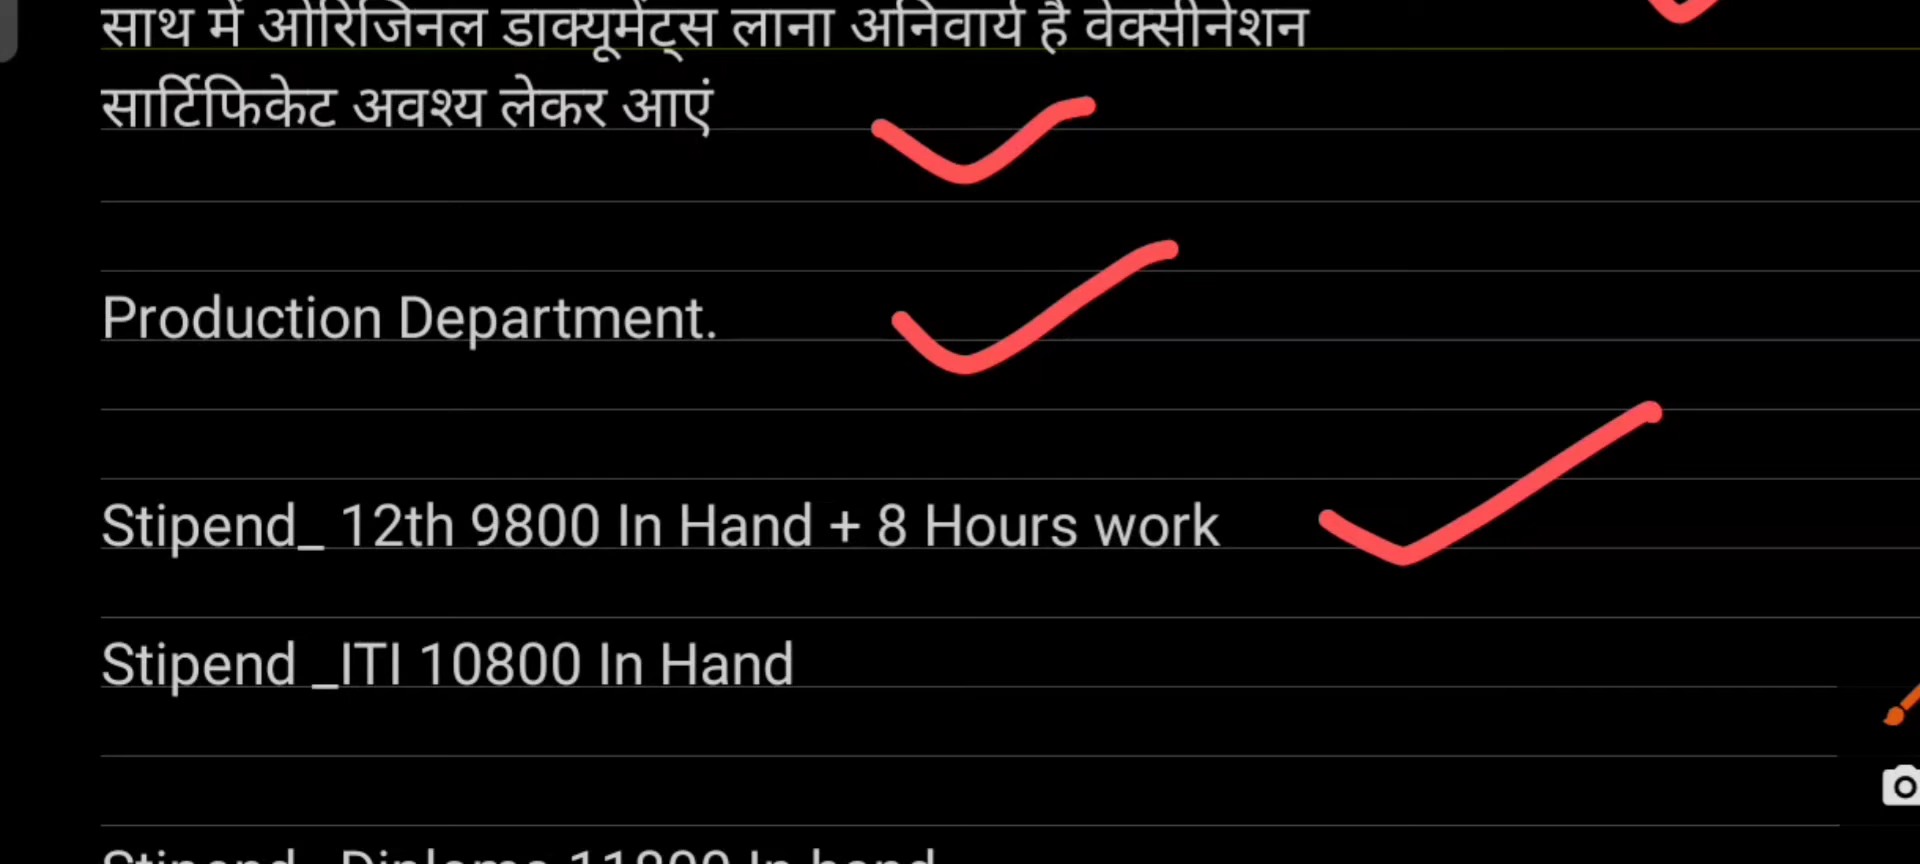 साथ में ओरिजिनल डाक्यूमेंट्स लाना अनिवार्य है वेक्सीनेशन
सार्टिफिकेट अवश्य लेकर आएं
Production Department.
Stipend_ 12th 9800 In Hand + 8 Hours work
Stipend _ITI 10800 In Hand